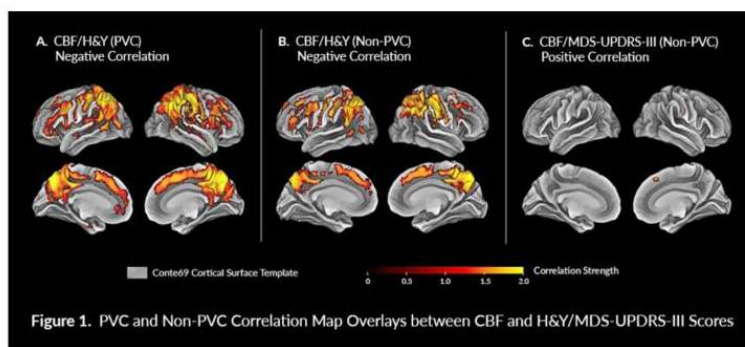 A. CBF/H&Y (PVC)
Negative Correlation
B. CBF/H&Y (Non-PVC)
Negative Correlation
C. CBF/MDS-UPDRS-III (Non-PVC)
Positive Correlation
Conte69 Cortical Surface Template
Correlation Strength
0 0.5 1.0 1.5 2.0
Figure 1. PVC and Non-PVC Correlation Map Overlays between CBF and H&Y/MDS-UPDRS-III Scores